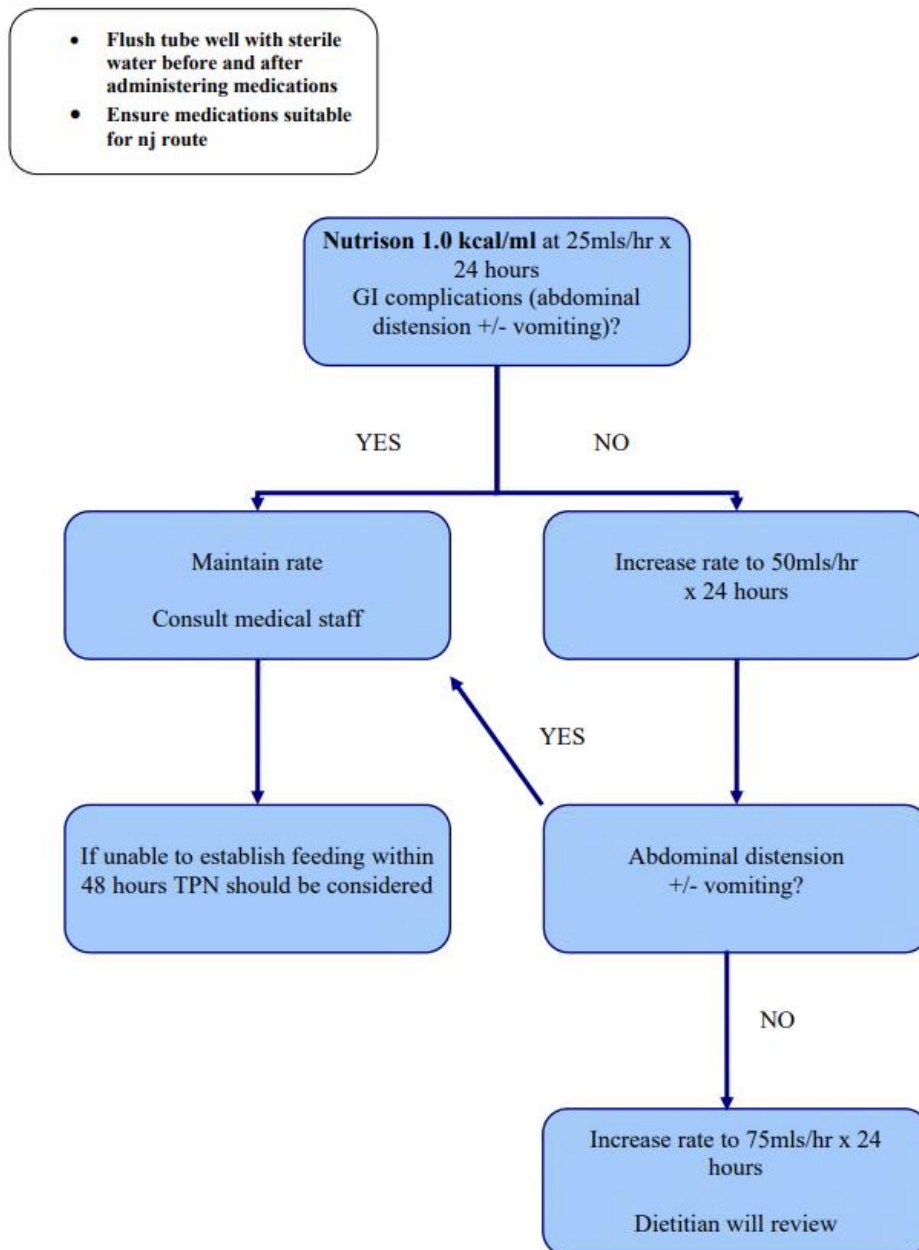 • Flush tube well with sterile
water before and after
administering medications
• Ensure medications suitable
for nj route
Nutrison 1.0 kcal/ml at 25mls/hr x
24 hours
GI complications (abdominal
distension +/- vomiting)?
YES
NO
Maintain rate
Consult medical staff
Increase rate to 50mls/hr
x 24 hours
YES
If unable to establish feeding within
48 hours TPN should be considered
Abdominal distension
+/- vomiting?
NO
Increase rate to 75mls/hr x 24
hours
Dietitian will review